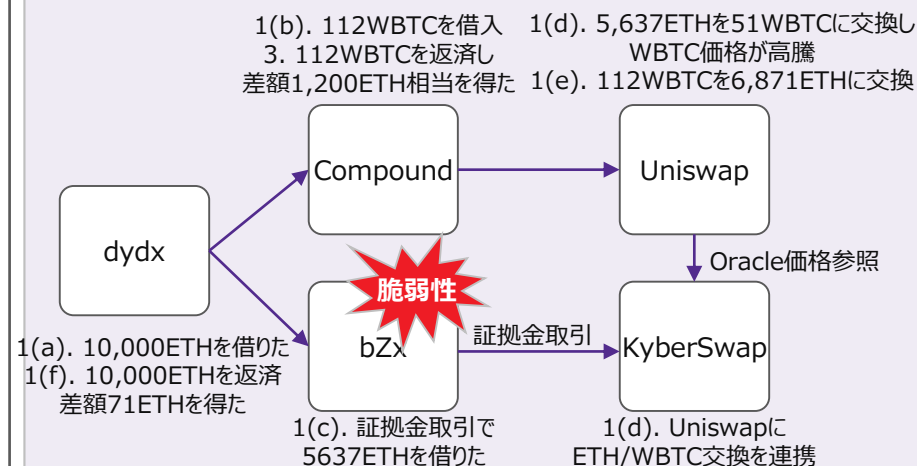 1(b). 112WBTCを借入
3. 112WBTCを返済し
差額1,200ETH相当を得た
1(d). 5,637ETHを51WBTCに交換し
WBTC価格が高騰
1(e). 112WBTCを6,871ETHに交換
Compound
Uniswap
dydx
Oracle価格参照
脆弱性
bZx
証拠金取引
KyberSwap
1(a). 10,000ETHを借りた
1(f). 10,000ETHを返済
差額71ETHを得た
1(c). 証拠金取引で
5637ETHを借りた
1(d). Uniswapに
ETH/WBTC交換を連携